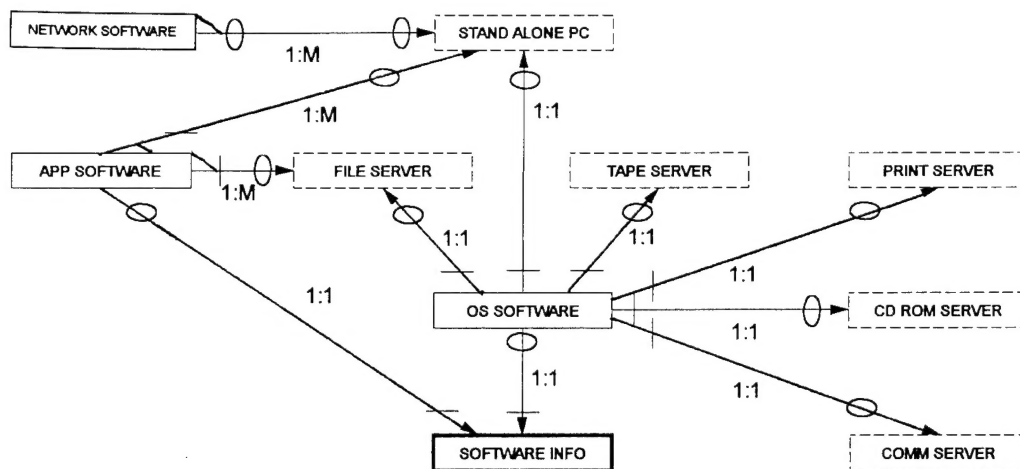 NETWORK SOFTWARE
STAND ALONE PC
1:M
1:M
1:1
APP SOFTWARE
FILE SERVER
TAPE SERVER
PRINT SERVER
1:M
1:1
1:1
1:1
1:1
OS SOFTWARE
CD ROM SERVER
1:1
1:1
1:1
SOFTWARE INFO
COMM SERVER